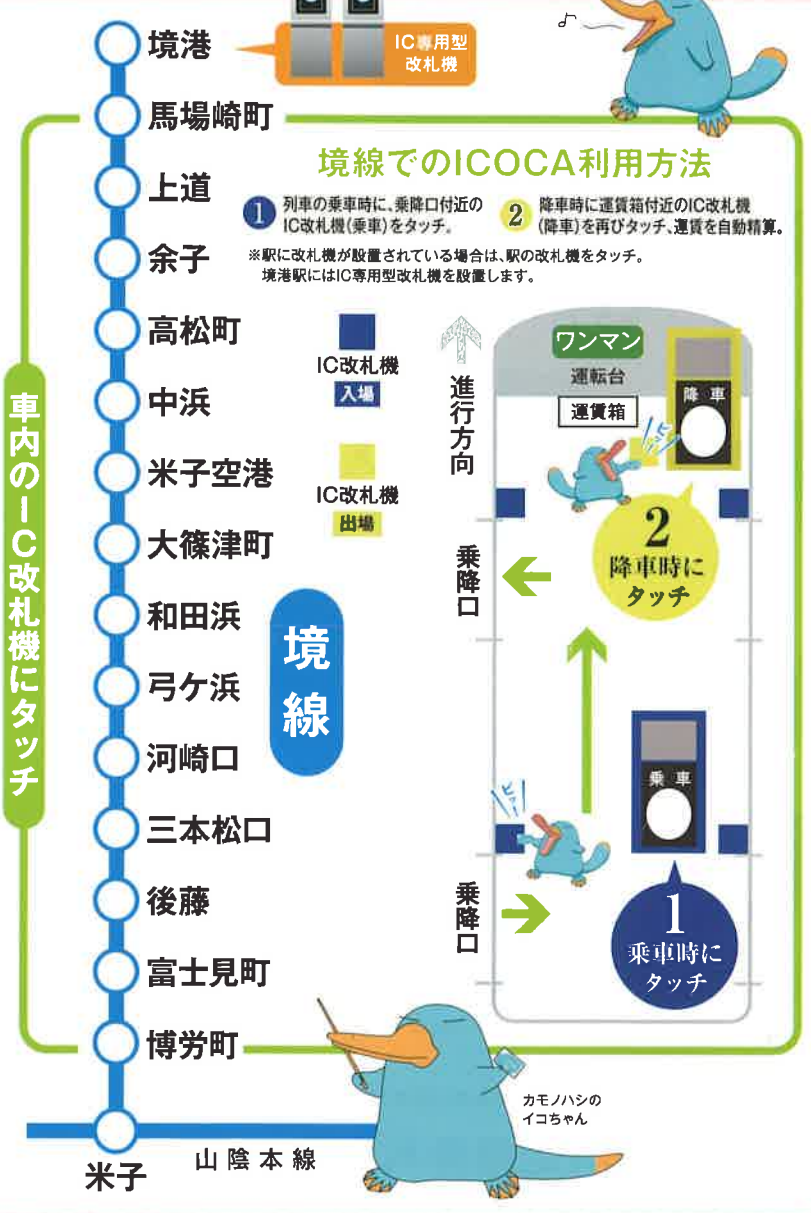 境港
IC専用型
改札機
馬場崎町
境線でのICOCA利用方法
1
列車の乗車時に、乗降口付近の
IC改札機(乗車)をタッチ。
2
降車時に運賃箱付近のIC改札機
(降車)を再びタッチ、運賃を自動精算。
※駅に改札機が設置されている場合は、駅の改札機をタッチ。
境港駅にはIC専用型改札機を設置します。
上道
余子
高松町
中浜
米子空港
大篠津町
和田浜
弓ケ浜
河崎口
三本松口
後藤
富士見町
博労町
米子
山陰本線
境線
車内のIC改札機にタッチ
IC改札機
入場
IC改札機
出場
進行方向
ワンマン
運転台
運賃箱
降車
ピッ
2
降車時に
タッチ
乗降口
乗車
ピッ
1
乗車時に
タッチ
乗降口
カモノハシの
イコちゃん